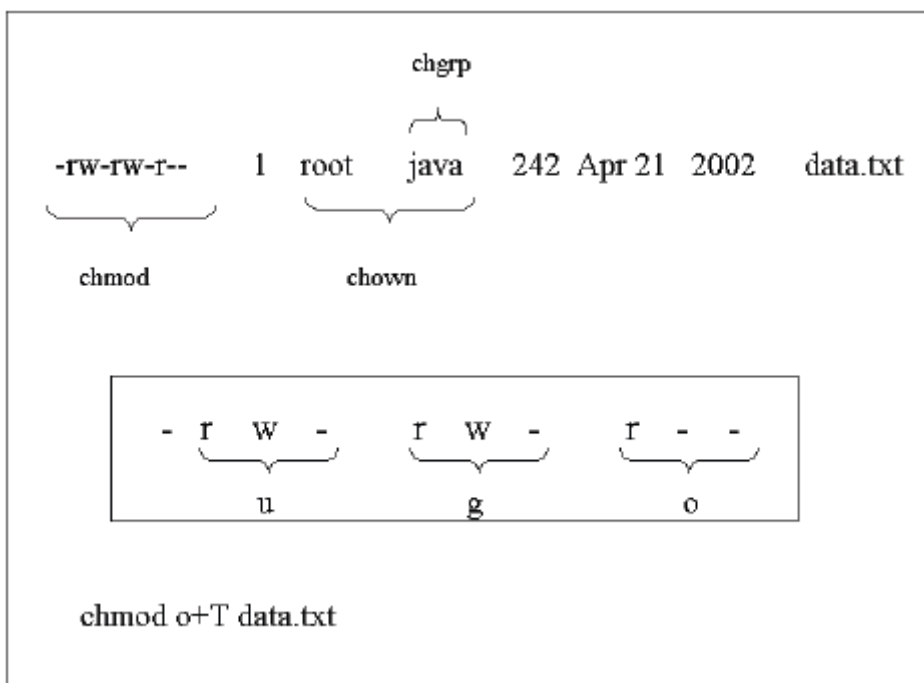 chgrp
-rw-rw-r-- 1 root java 242 Apr 21 2002 data.txt
chmod chown
- r w - r w - r - -
u g o
chmod o+T data.txt